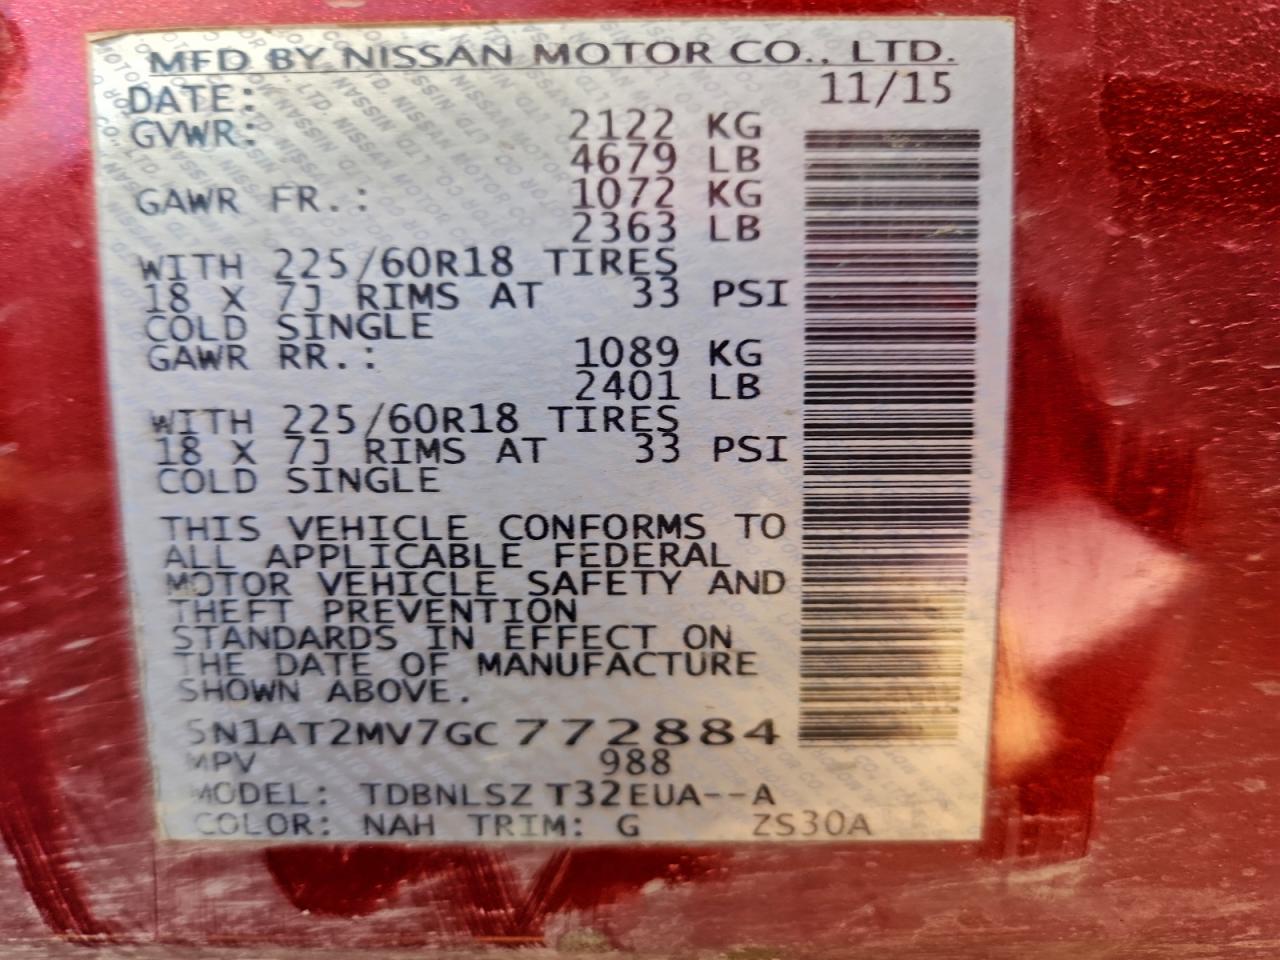 MFD BY NISSAN MOTOR CO., LTD.
DATE: 11/15
GVWR: 2122 KG
4679 LB
GAWR FR.: 1072 KG
2363 LB
WITH 225/60R18 TIRES
18 X 7J RIMS AT 33 PSI
COLD SINGLE
GAWR RR.: 1089 KG
2401 LB
WITH 225/60R18 TIRES
18 X 7J RIMS AT 33 PSI
COLD SINGLE
THIS VEHICLE CONFORMS TO
ALL APPLICABLE FEDERAL
MOTOR VEHICLE SAFETY AND
THEFT PREVENTION
STANDARDS IN EFFECT ON
THE DATE OF MANUFACTURE
SHOWN ABOVE.
5N1AT2MV7GC772884
MPV 988
MODEL: TDBNLSZ T32EUA--A
COLOR: NAH TRIM: G ZS30A